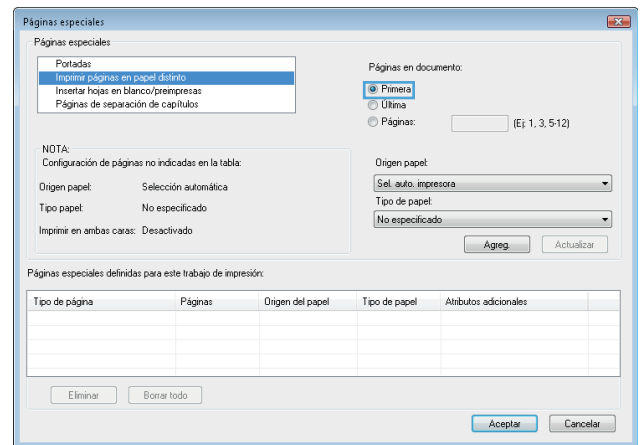 Páginas especiales
Páginas especiales
Portadas
Imprimir páginas en papel distinto
Insertar hojas en blanco/preimpresas
Páginas de separación de capítulos
Páginas en documento:
Primera
Última
Páginas:
(Ej: 1, 3, 5-12)
NOTA:
Configuración de páginas no indicadas en la tabla:
Origen papel: Selección automática
Tipo papel: No especificado
Imprimir en ambas caras: Desactivado
Origen papel:
Sel. auto. impresora
Tipo de papel:
No especificado
Agreg. Actualizar
Páginas especiales definidas para este trabajo de impresión:
Tipo de página Páginas Origen del papel Tipo de papel Atributos adicionales
Eliminar Borrar todo
Aceptar Cancelar